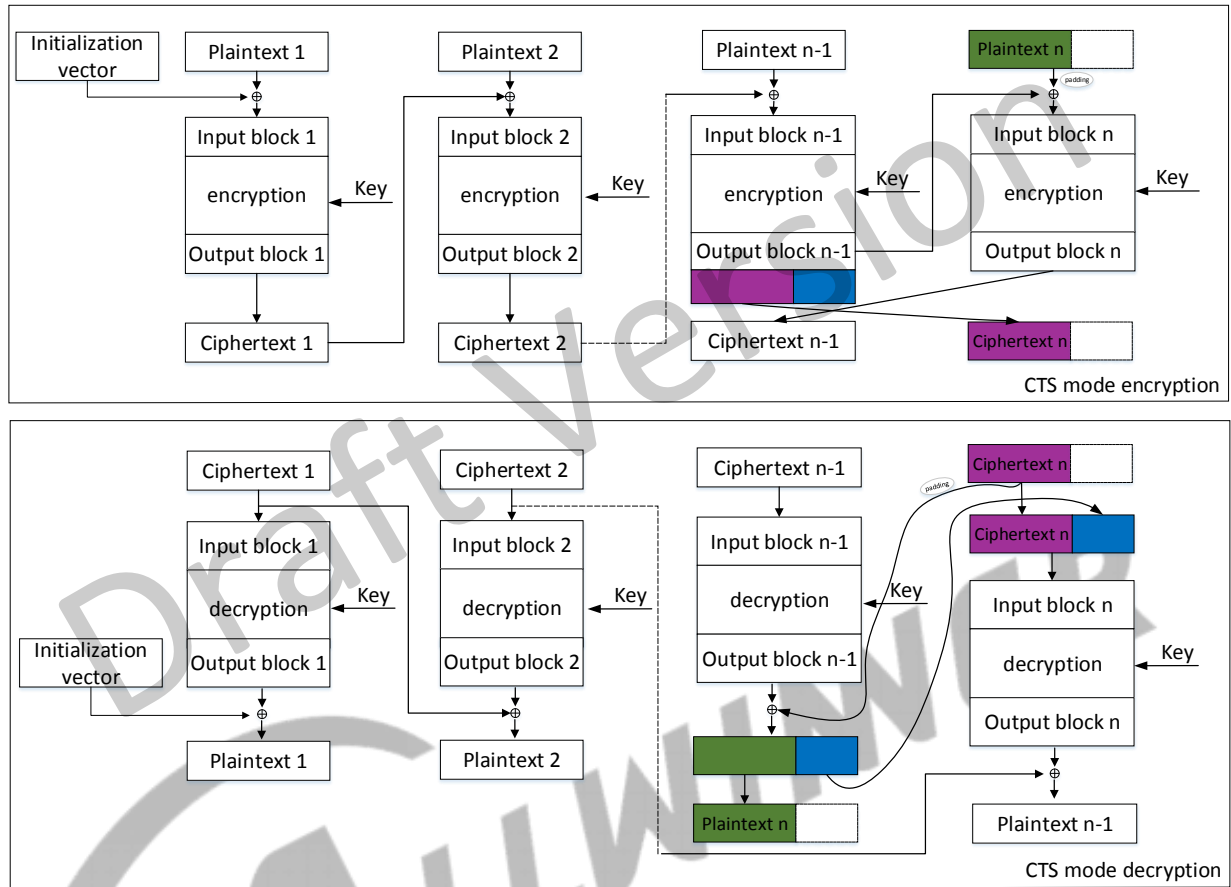 Initialization
vector
Plaintext 1
Plaintext 2
Plaintext n-1
Plaintext n
padding
Input block 1
Input block 2
Input block n-1
Input block n
encryption
Key
encryption
Key
encryption
Key
encryption
Key
Output block 1
Output block 2
Output block n-1
Output block n
Ciphertext 1
Ciphertext 2
Ciphertext n-1
Ciphertext n
CTS mode encryption
Ciphertext 1
Ciphertext 2
Ciphertext n-1
Ciphertext n
padding
Ciphertext n
Input block 1
Input block 2
Input block n-1
Input block n
decryption
Key
decryption
Key
decryption
Key
decryption
Key
Initialization
vector
Output block 1
Output block 2
Output block n-1
Output block n
Plaintext 1
Plaintext 2
Plaintext n
Plaintext n-1
CTS mode decryption
Draft Version
ALLWINNER